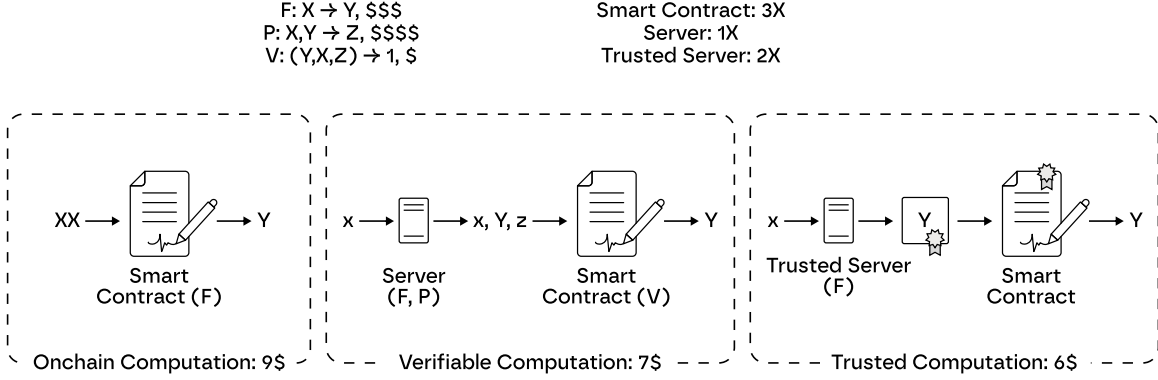 F: X → Y, $$$
P: X,Y → Z, $$$$
V: (Y,X,Z) → 1, $
Smart Contract: 3X
Server: 1X
Trusted Server: 2X
XX
Smart
Contract (F)
Y
Onchain Computation: 9$
x
Server
(F, P)
x, Y, z
Smart
Contract (V)
Y
Verifiable Computation: 7$
x
Trusted Server
(F)
Y
Smart
Contract
Y
Trusted Computation: 6$